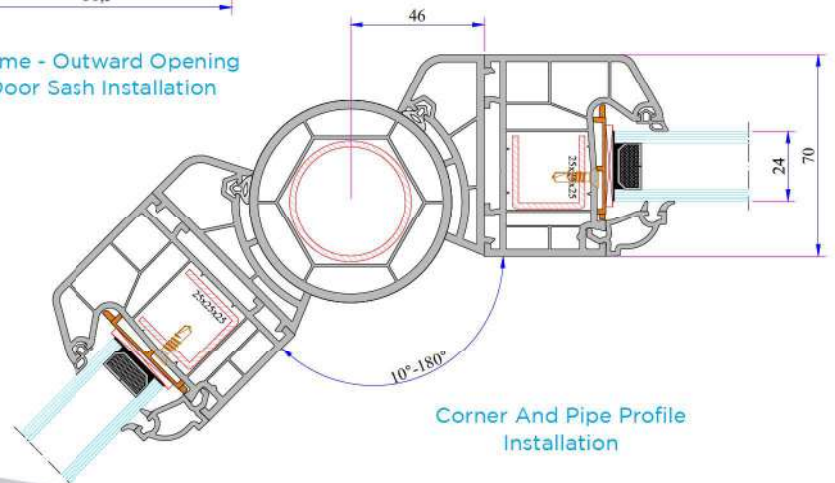 46
me - Outward Opening
Door Sash Installation
25x25x25
24
70
25x25x25
10°-180°
Corner And Pipe Profile
Installation